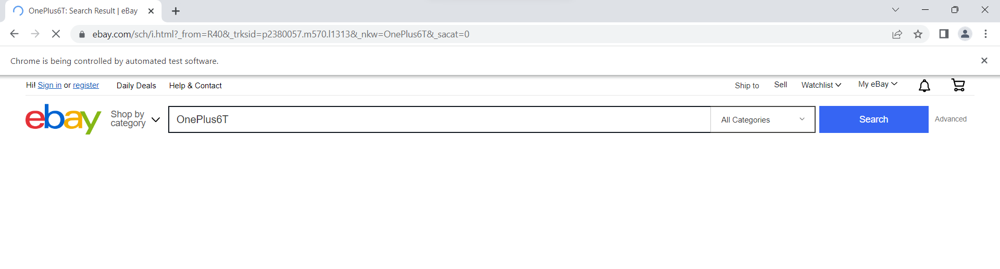 OnePlus6T: Search Result | eBay
ebay.com/sch/i.html?_from=R40&_trksid=p2380057.m570.l1313&_nkw=OnePlus6T&_sacat=0
Chrome is being controlled by automated test software.
Hi! Sign in or register Daily Deals Help & Contact Ship to Sell Watchlist My eBay
ebay Shop by category OnePlus6T All Categories Search Advanced